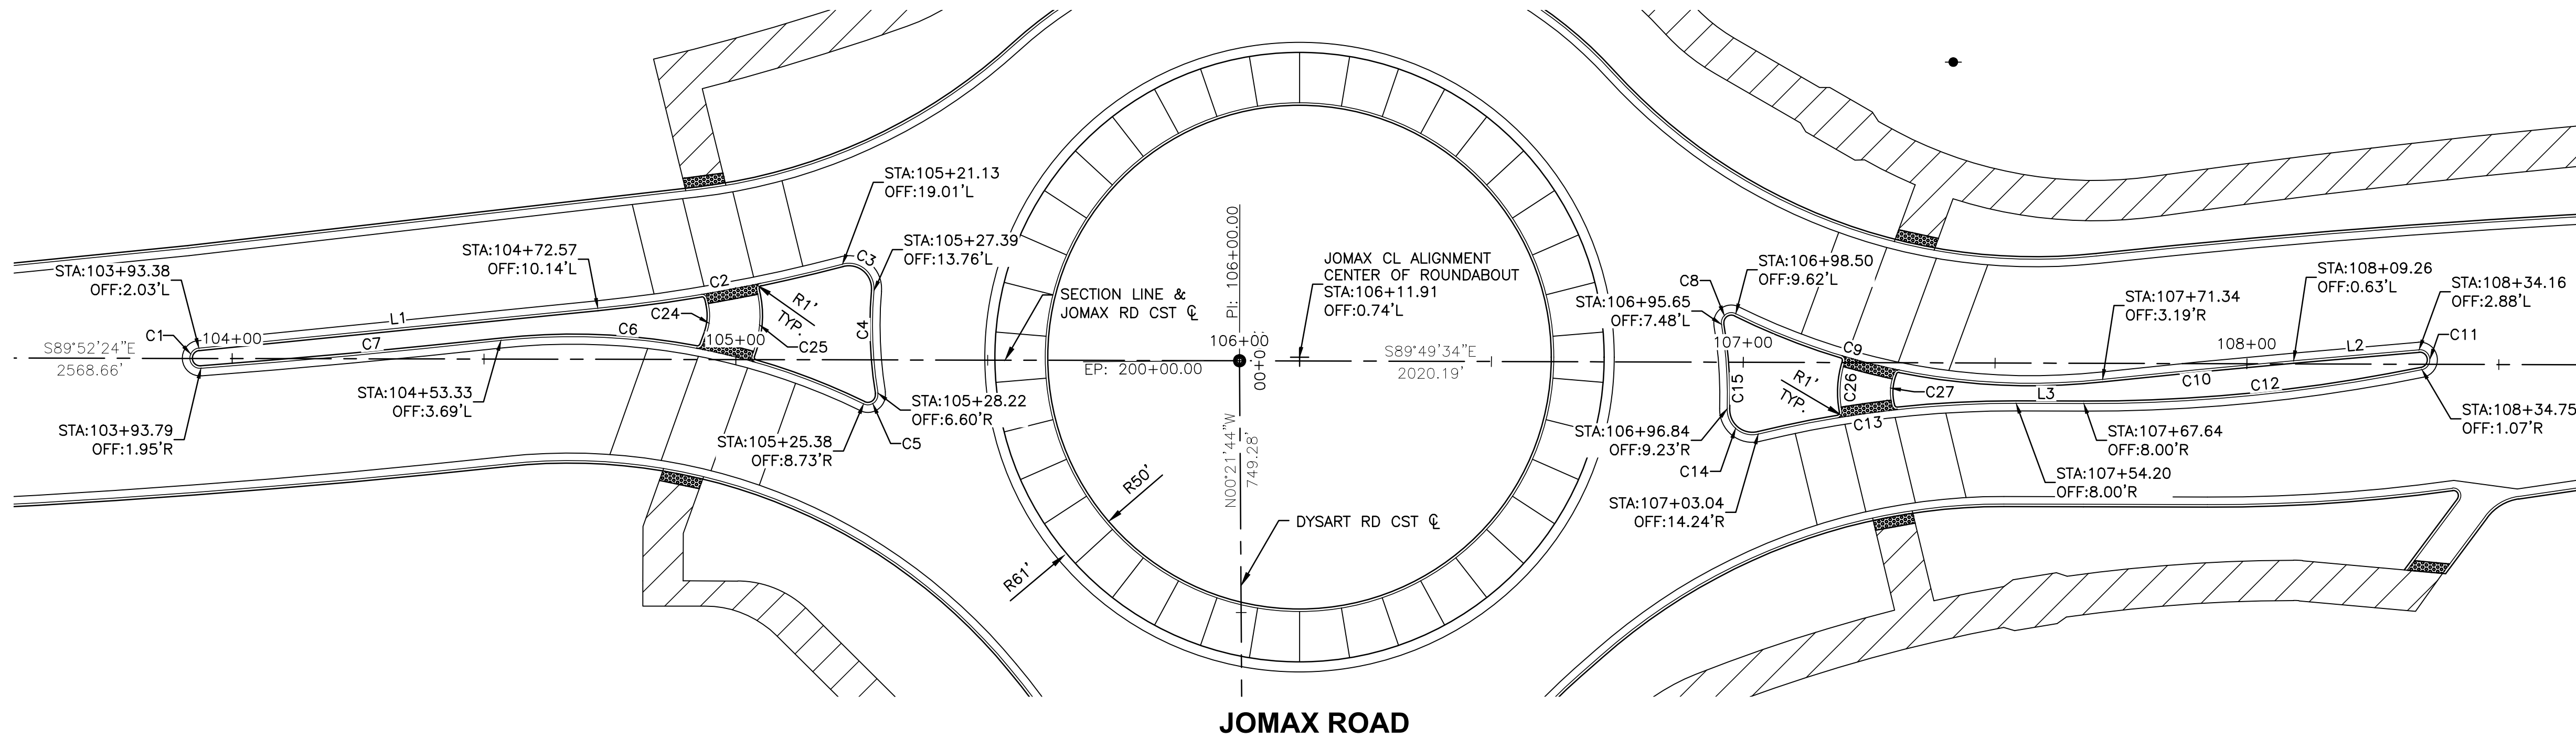 STA:103+93.38
OFF:2.03'L
C1
104+00
S89°52'24"E
2568.66'
STA:103+93.79
OFF:1.95'R
L1
C7
STA:104+72.57
OFF:10.14'L
STA:104+53.33
OFF:3.69'L
C6
C2
C24
105+00
R1'
TYP.
C25
C3
C4
STA:105+21.13
OFF:19.01'L
STA:105+27.39
OFF:13.76'L
STA:105+28.22
OFF:6.60'R
C5
STA:105+25.38
OFF:8.73'R
SECTION LINE &
JOMAX RD CST ℄
PI: 106+00.00
106+00
EP: 200+00.00
N00°21'44"W
749.28'
JOMAX CL ALIGNMENT
CENTER OF ROUNDABOUT
STA:106+11.91
OFF:0.74'L
S89°49'34"E
2020.19'
R50'
R61'
DYSART RD CST ℄
C8
STA:106+98.50
OFF:9.62'L
STA:106+95.65
OFF:7.48'L
107+00
C9
C15
R1'
TYP.
C26
C27
C13
STA:106+96.84
OFF:9.23'R
C14
STA:107+03.04
OFF:14.24'R
L3
STA:107+71.34
OFF:3.19'R
STA:107+67.64
OFF:8.00'R
STA:107+54.20
OFF:8.00'R
C10
C12
108+00
STA:108+09.26
OFF:0.63'L
L2
STA:108+34.16
OFF:2.88'L
C11
STA:108+34.75
OFF:1.07'R
JOMAX ROAD